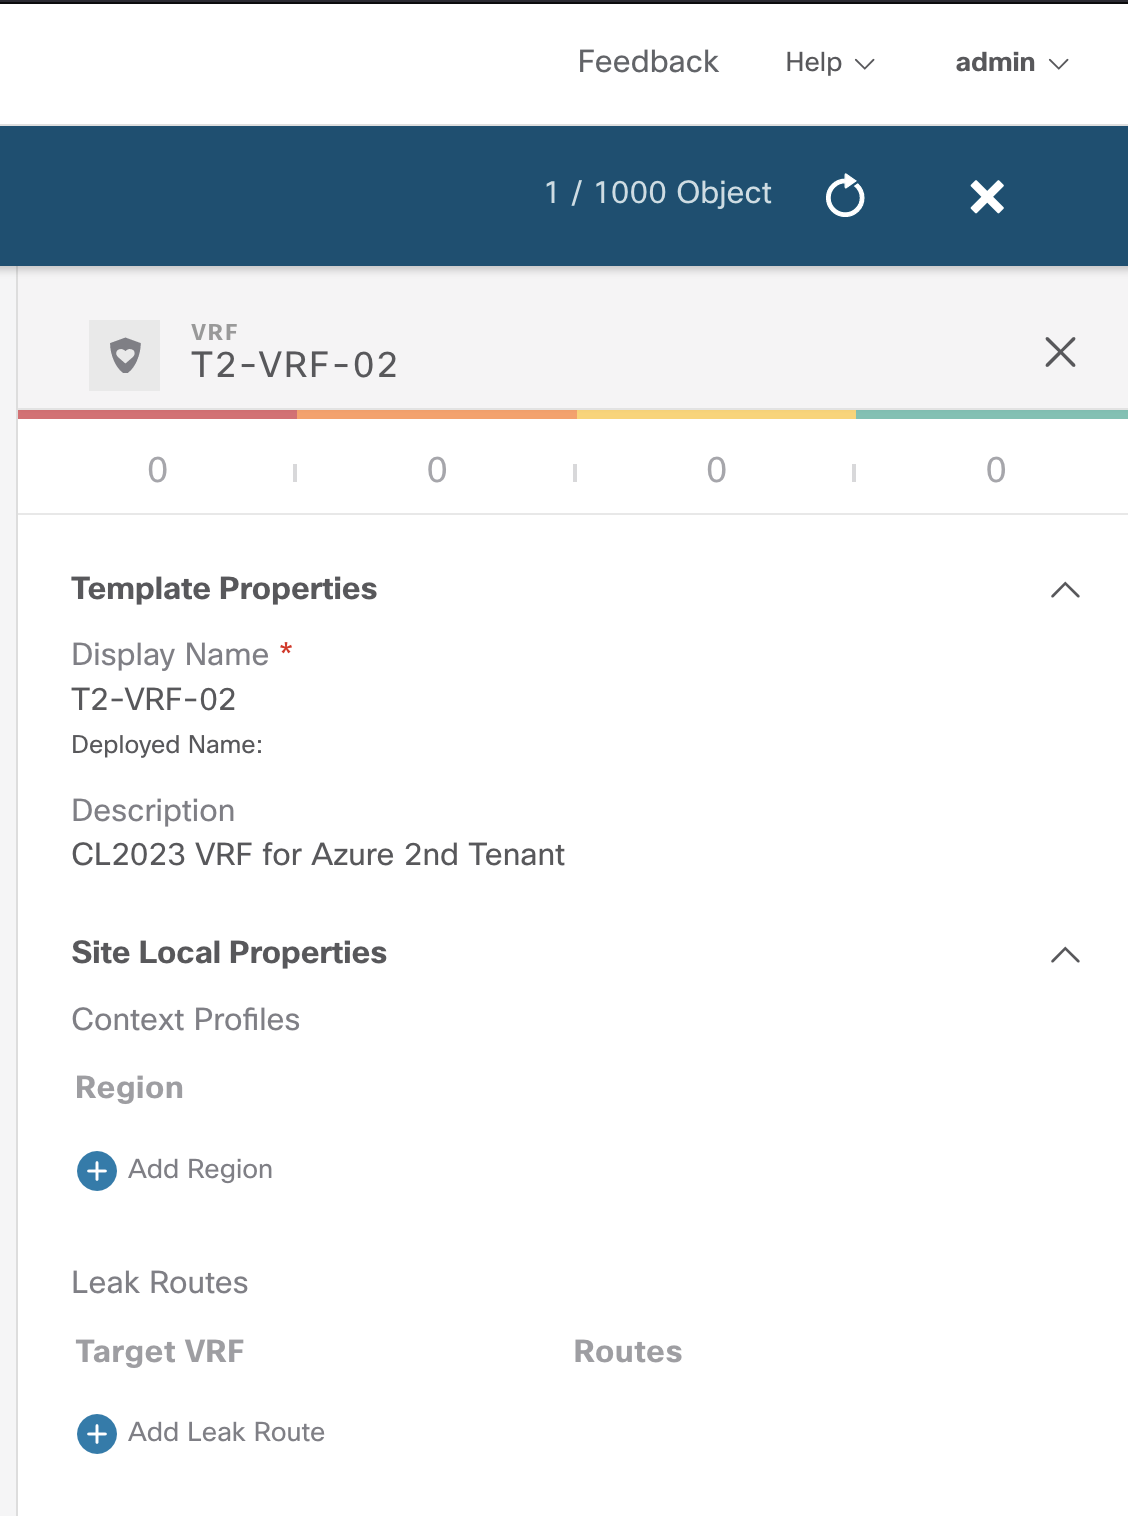 Feedback Help admin
1 / 1000 Object
VRF
T2-VRF-02
0 0 0 0
Template Properties
Display Name *
T2-VRF-02
Deployed Name:
Description
CL2023 VRF for Azure 2nd Tenant
Site Local Properties
Context Profiles
Region
Add Region
Leak Routes
Target VRF Routes
Add Leak Route